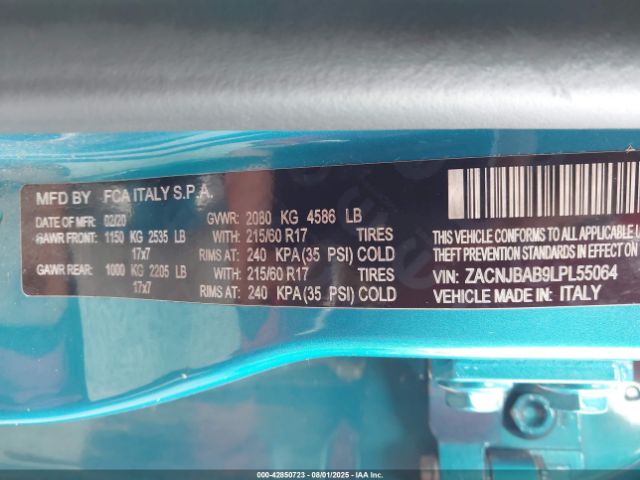 MFD BY FCA ITALY S.P.A.
DATE OF MFR: 02/20 GVWR: 2080 KG 4586 LB
GAWR FRONT: 1150 KG 2535 LB WITH: 215/60 R17 TIRES
17x7 RIMS AT: 240 KPA(35 PSI) COLD
GAWR REAR: 1000 KG 2205 LB WITH: 215/60 R17 TIRES
17x7 RIMS AT: 240 KPA(35 PSI) COLD
THIS VEHICLE CONFORMS TO ALL
SAFETY, BUMPER, AND
THEFT PREVENTION STANDARDS
IN EFFECT ON
VIN: ZACNJBAB9LPL55064
VEHICLE MADE IN: ITALY
000-42850723 - 08/01/2025 - IAA Inc.